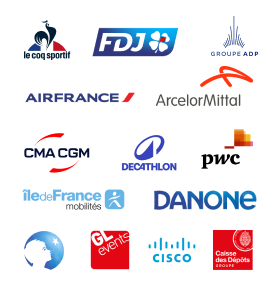 le coq sportif
FDJ
GROUPE ADP
AIRFRANCE
ArcelorMittal
CMA CGM
DECATHLON
pwc
îledeFrance
mobilités
DANONE
GL
events
CISCO
Caisse
des Dépôts
GROUPE